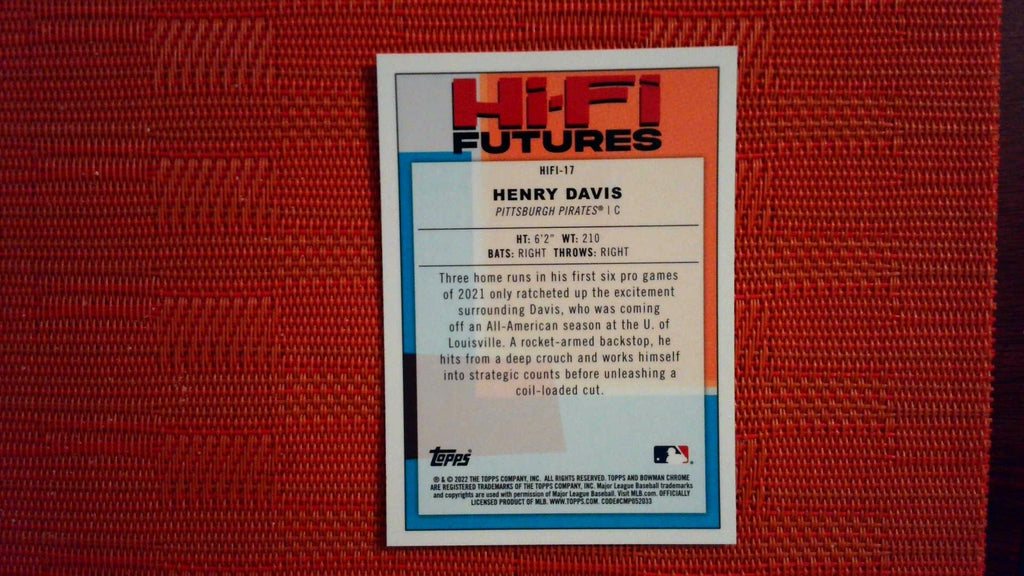 Hi-Fi
FUTURES
HIFI-17
HENRY DAVIS
PITTSBURGH PIRATES® | C
HT: 6'2" WT: 210
BATS: RIGHT THROWS: RIGHT
Three home runs in his first six pro games
of 2021 only ratcheted up the excitement
surrounding Davis, who was coming
off an All-American season at the U. of
Louisville. A rocket-armed backstop, he
hits from a deep crouch and works himself
into strategic counts before unleashing a
coil-loaded cut.
topps®
® & © 2022 THE TOPPS COMPANY, INC. ALL RIGHTS RESERVED. TOPPS AND BOWMAN CHROME
ARE REGISTERED TRADEMARKS OF THE TOPPS COMPANY, INC. Major League Baseball trademarks
and copyrights are used with permission of Major League Baseball. Visit MLB.com. OFFICIALLY
LICENSED PRODUCT OF MLB. WWW.TOPPS.COM. CODE#CMP052033